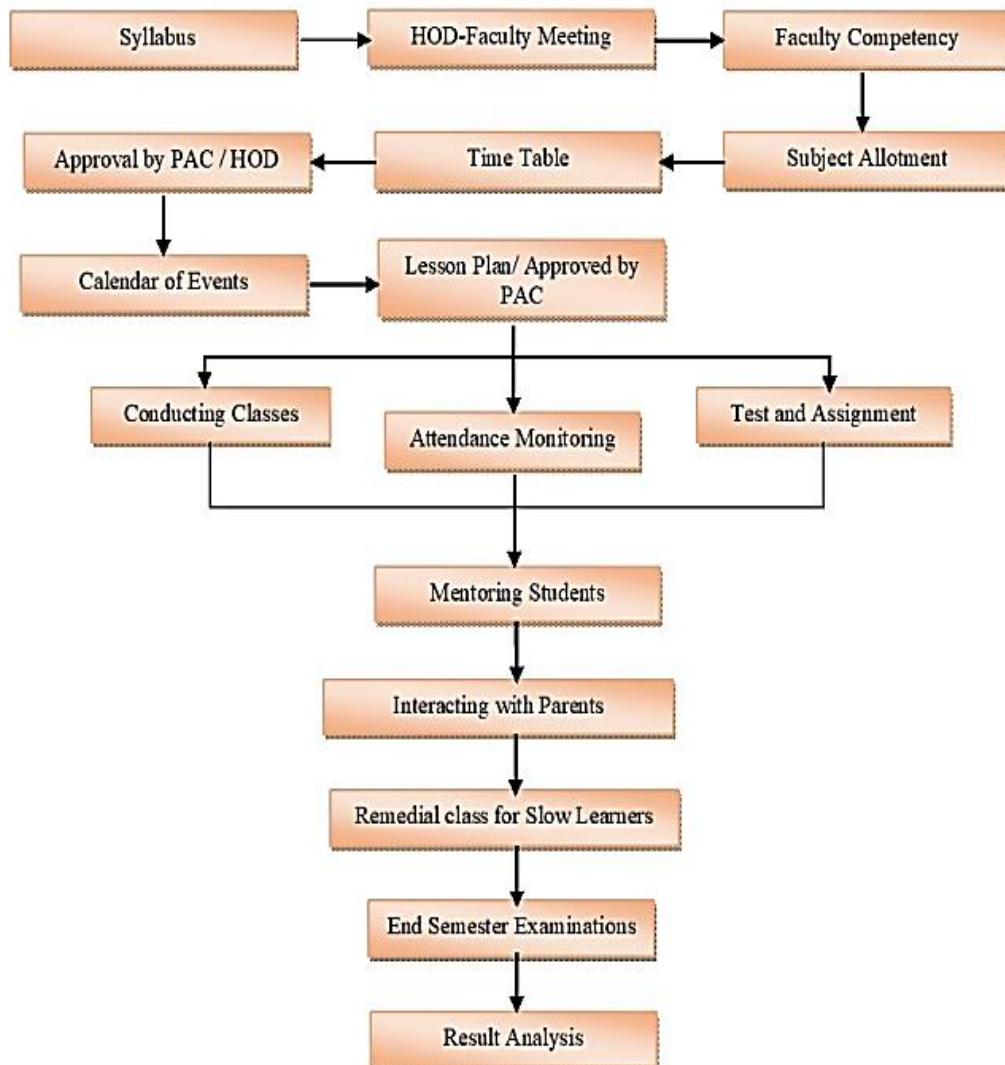 Syllabus
HOD-Faculty Meeting
Faculty Competency
Approval by PAC / HOD
Time Table
Subject Allotment
Calendar of Events
Lesson Plan/ Approved by
PAC
Conducting Classes
Attendance Monitoring
Test and Assignment
Mentoring Students
Interacting with Parents
Remedial class for Slow Learners
End Semester Examinations
Result Analysis